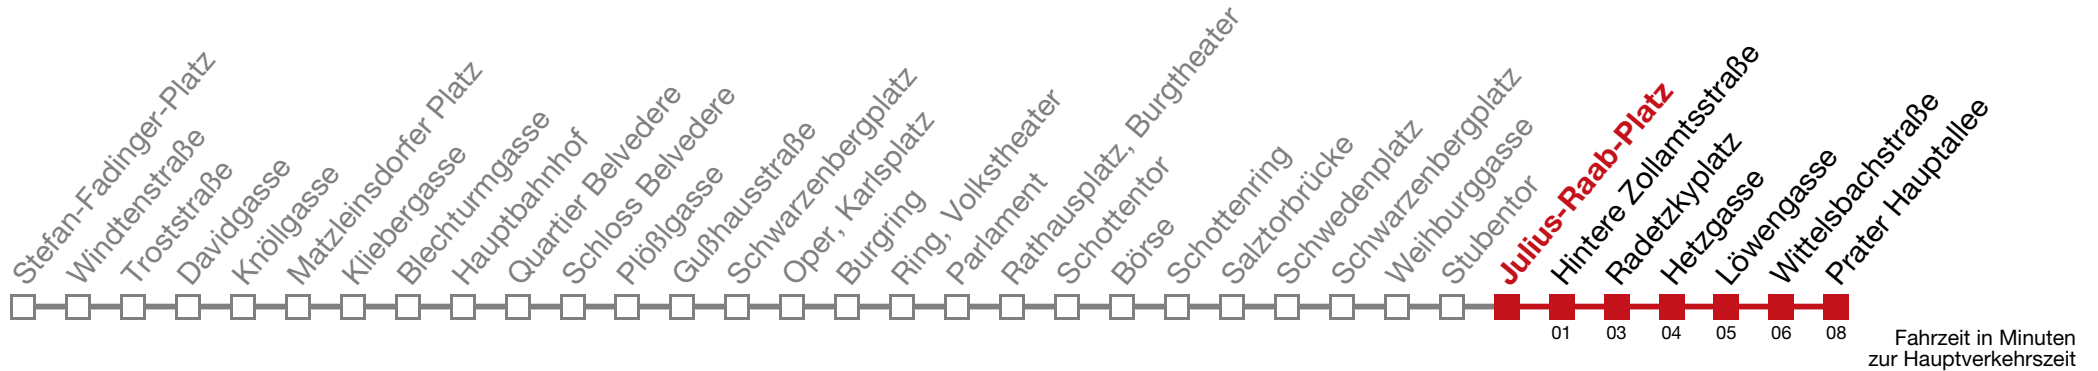 Stefan-Fadinger-Platz
Windtenstraße
Troststraße
Davidgasse
Knöllgasse
Matzleinsdorfer Platz
Kliebergasse
Blechturmgasse
Hauptbahnhof
Quartier Belvedere
Schloss Belvedere
Plößlgasse
Gußhausstraße
Schwarzenbergplatz
Oper, Karlsplatz
Burgring
Ring, Volkstheater
Parlament
Rathausplatz, Burgtheater
Schottentor
Börse
Schottenring
Salztorbrücke
Schwedenplatz
Schwarzenbergplatz
Weihburggasse
Stubentor
Julius-Raab-Platz
Hintere Zollamtsstraße
Radetzkyplatz
Hetzgasse
Löwengasse
Wittelsbachstraße
Prater Hauptallee
01 03 04 05 06 08
Fahrzeit in Minuten
zur Hauptverkehrszeit